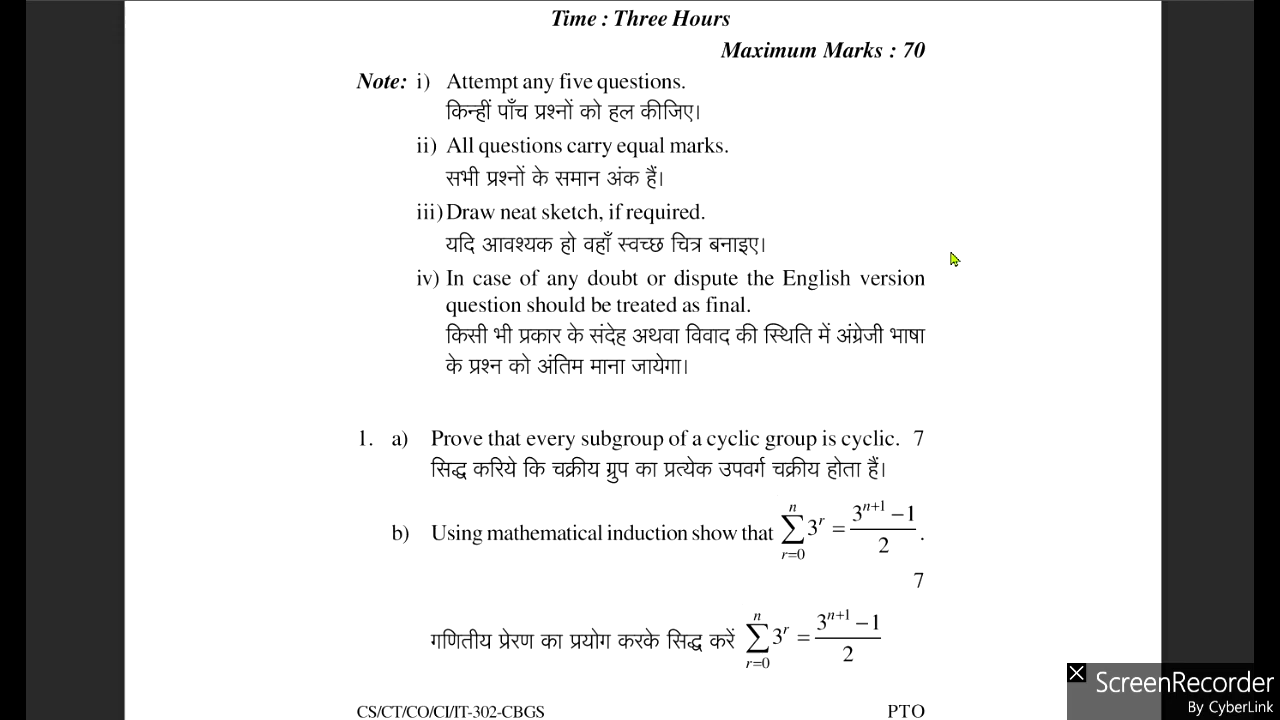 Time : Three Hours
Maximum Marks : 70
Note: i) Attempt any five questions.
किन्हीं पाँच प्रश्नों को हल कीजिए।
ii) All questions carry equal marks.
सभी प्रश्नों के समान अंक हैं।
iii) Draw neat sketch, if required.
यदि आवश्यक हो वहाँ स्वच्छ चित्र बनाइए।
iv) In case of any doubt or dispute the English version
question should be treated as final.
किसी भी प्रकार के संदेह अथवा विवाद की स्थिति में अंग्रेजी भाषा
के प्रश्न को अंतिम माना जायेगा।
1. a) Prove that every subgroup of a cyclic group is cyclic. 7
सिद्ध करिये कि चक्रीय ग्रुप का प्रत्येक उपवर्ग चक्रीय होता हैं।
b) Using mathematical induction show that $\sum_{r=0}^{n} 3^r = \frac{3^{n+1}-1}{2}$.
7
गणितीय प्रेरण का प्रयोग करके सिद्ध करें $\sum_{r=0}^{n} 3^r = \frac{3^{n+1}-1}{2}$
CS/CT/CO/CI/IT-302-CBGS PTO
ScreenRecorder
By CyberLink